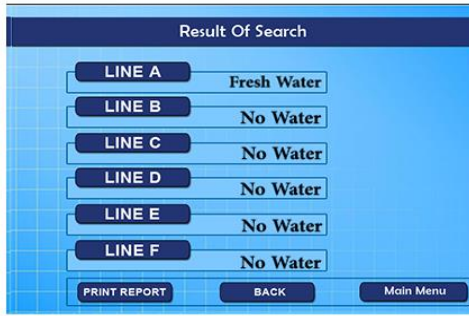 Result Of Search
LINE A
Fresh Water
LINE B
No Water
LINE C
No Water
LINE D
No Water
LINE E
No Water
LINE F
No Water
PRINT REPORT BACK Main Menu